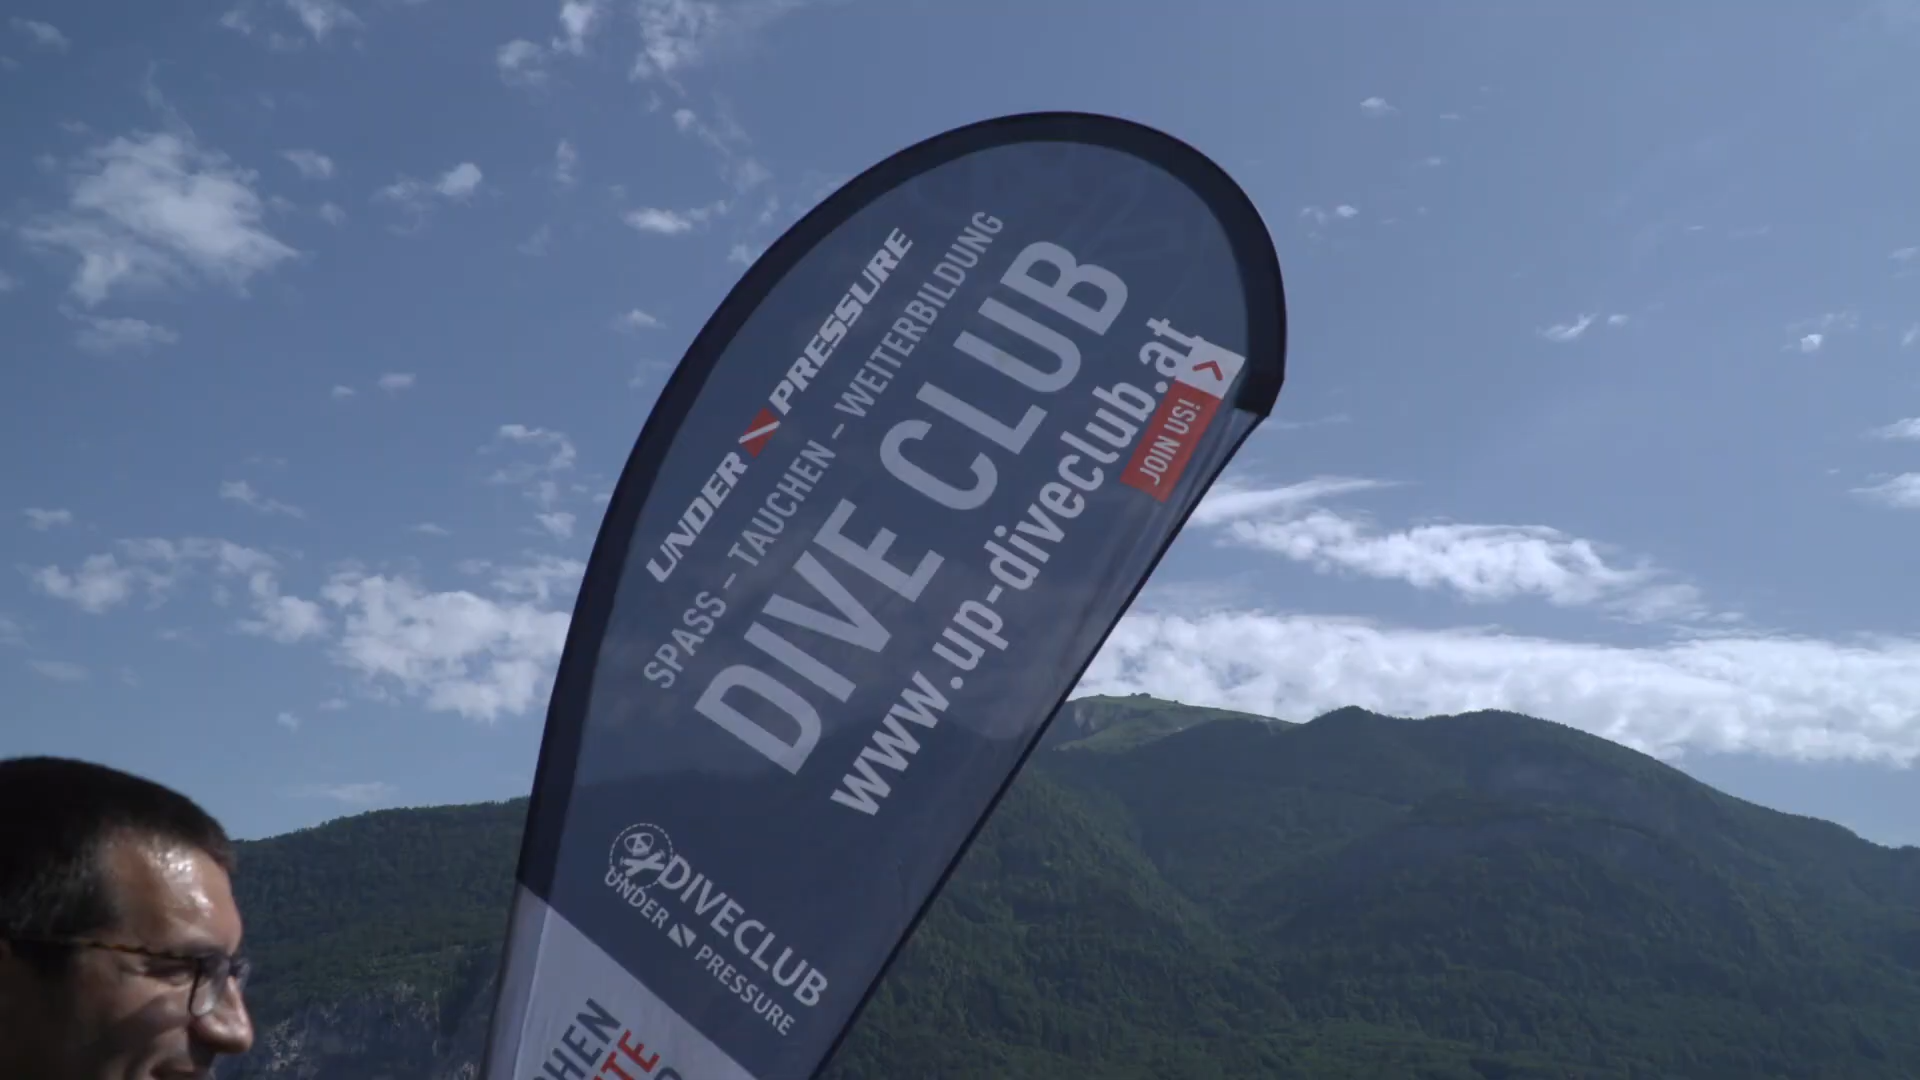 UNDER PRESSURE
SPASS – TAUCHEN – WEITERBILDUNG
DIVE CLUB
www.up-diveclub.at
JOIN US! >
DIVECLUB
UNDER PRESSURE